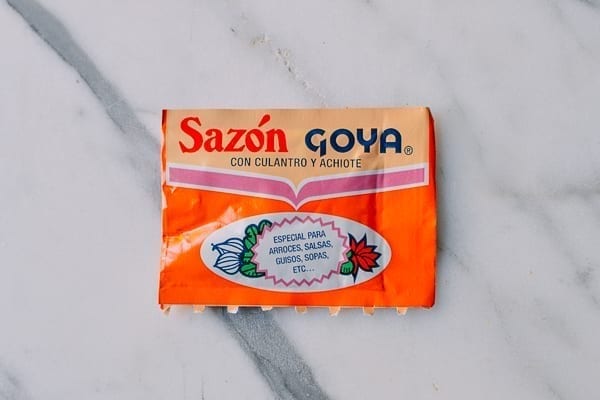 Sazón GOYA®
CON CULANTRO Y ACHIOTE
ESPECIAL PARA
ARROCES, SALSAS,
GUISOS, SOPAS,
ETC...